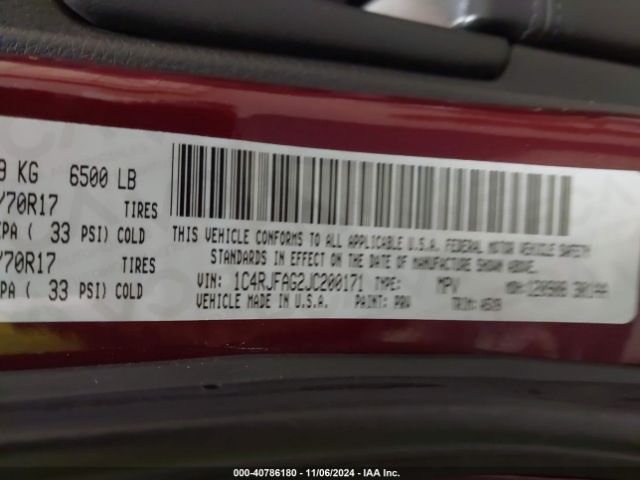 9 KG 6500 LB
/70R17 TIRES
PA ( 33 PSI) COLD
/70R17 TIRES
PA ( 33 PSI) COLD
THIS VEHICLE CONFORMS TO ALL APPLICABLE U.S.A. FEDERAL MOTOR VEHICLE SAFETY
STANDARDS IN EFFECT ON THE DATE OF MANUFACTURE SHOWN ABOVE.
VIN: 1C4RJFAG2JC200171 TYPE: MPV
VEHICLE MADE IN U.S.A. PAINT: PRV TRIM:
000-40786180 - 11/06/2024 - IAA Inc.